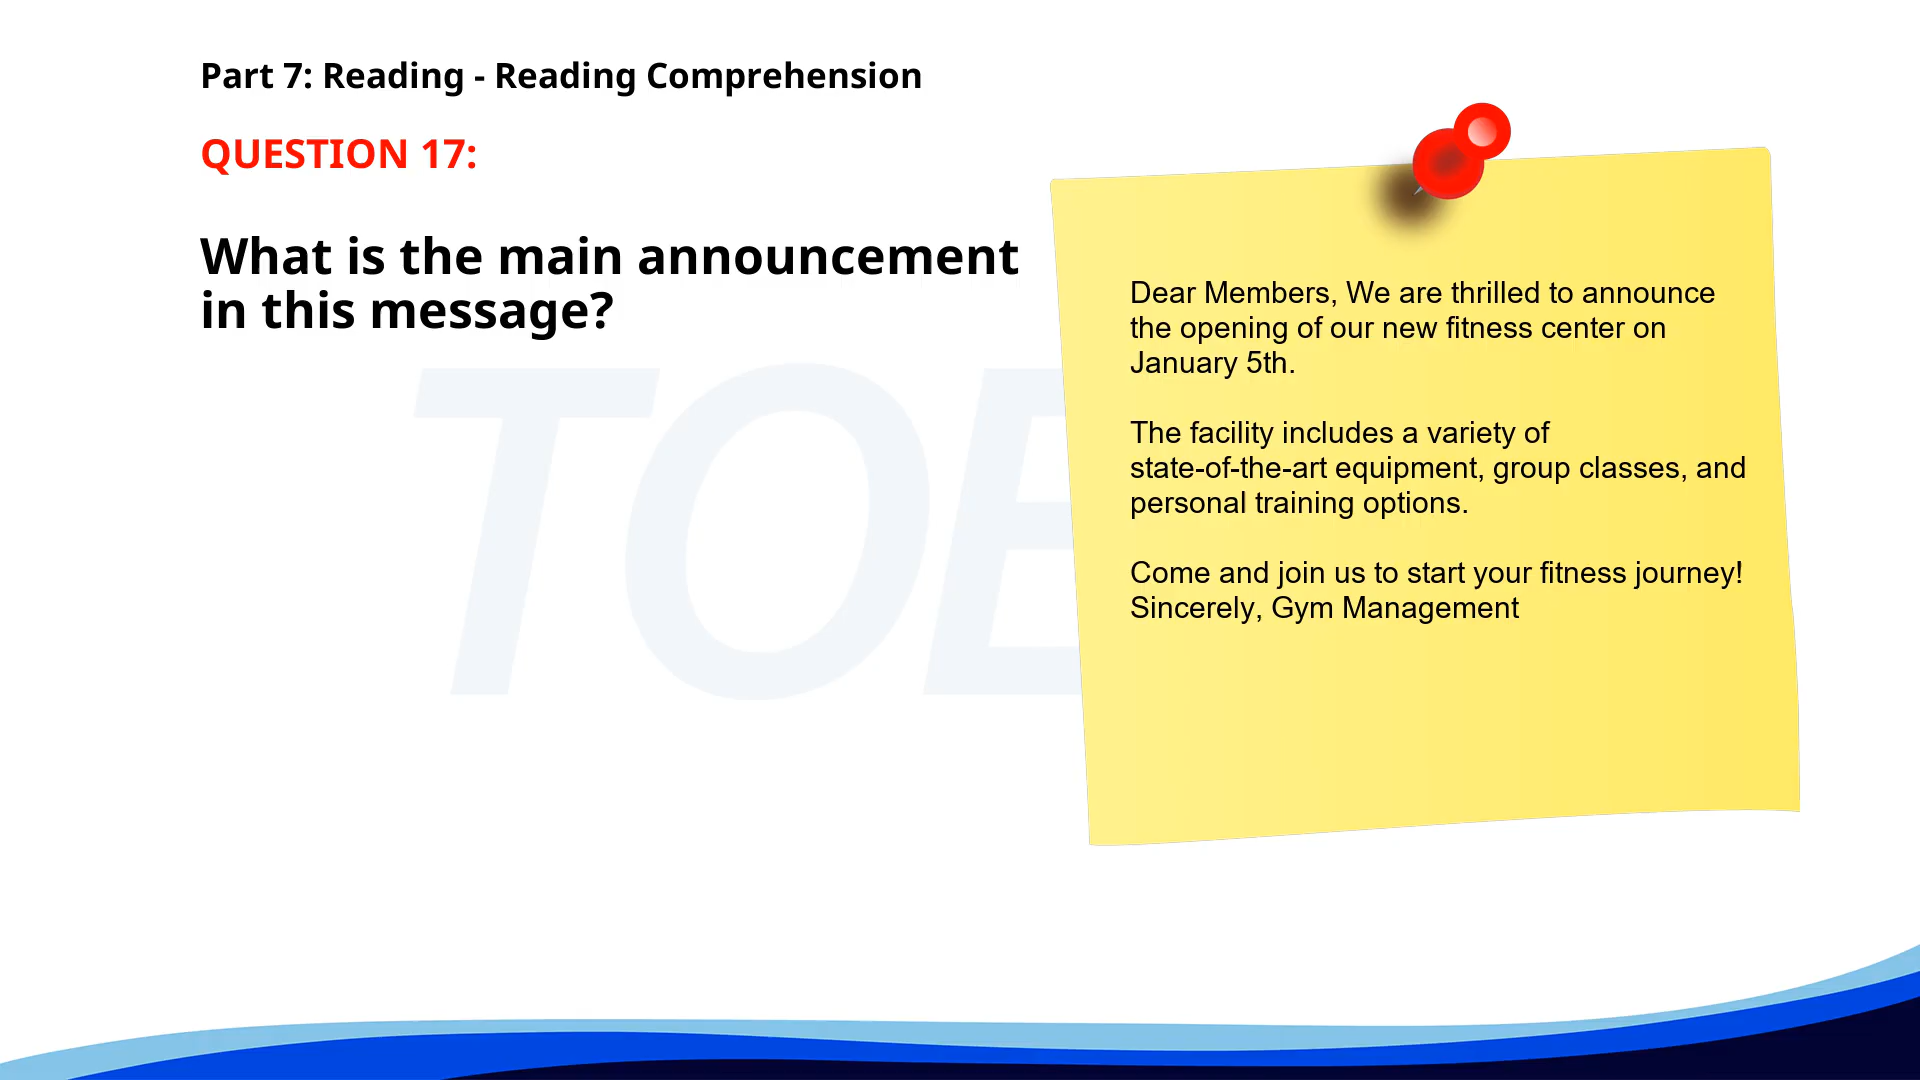 Part 7: Reading - Reading Comprehension
QUESTION 17:
What is the main announcement
in this message?
Dear Members, We are thrilled to announce
the opening of our new fitness center on
January 5th.
The facility includes a variety of
state-of-the-art equipment, group classes, and
personal training options.
Come and join us to start your fitness journey!
Sincerely, Gym Management
TOE